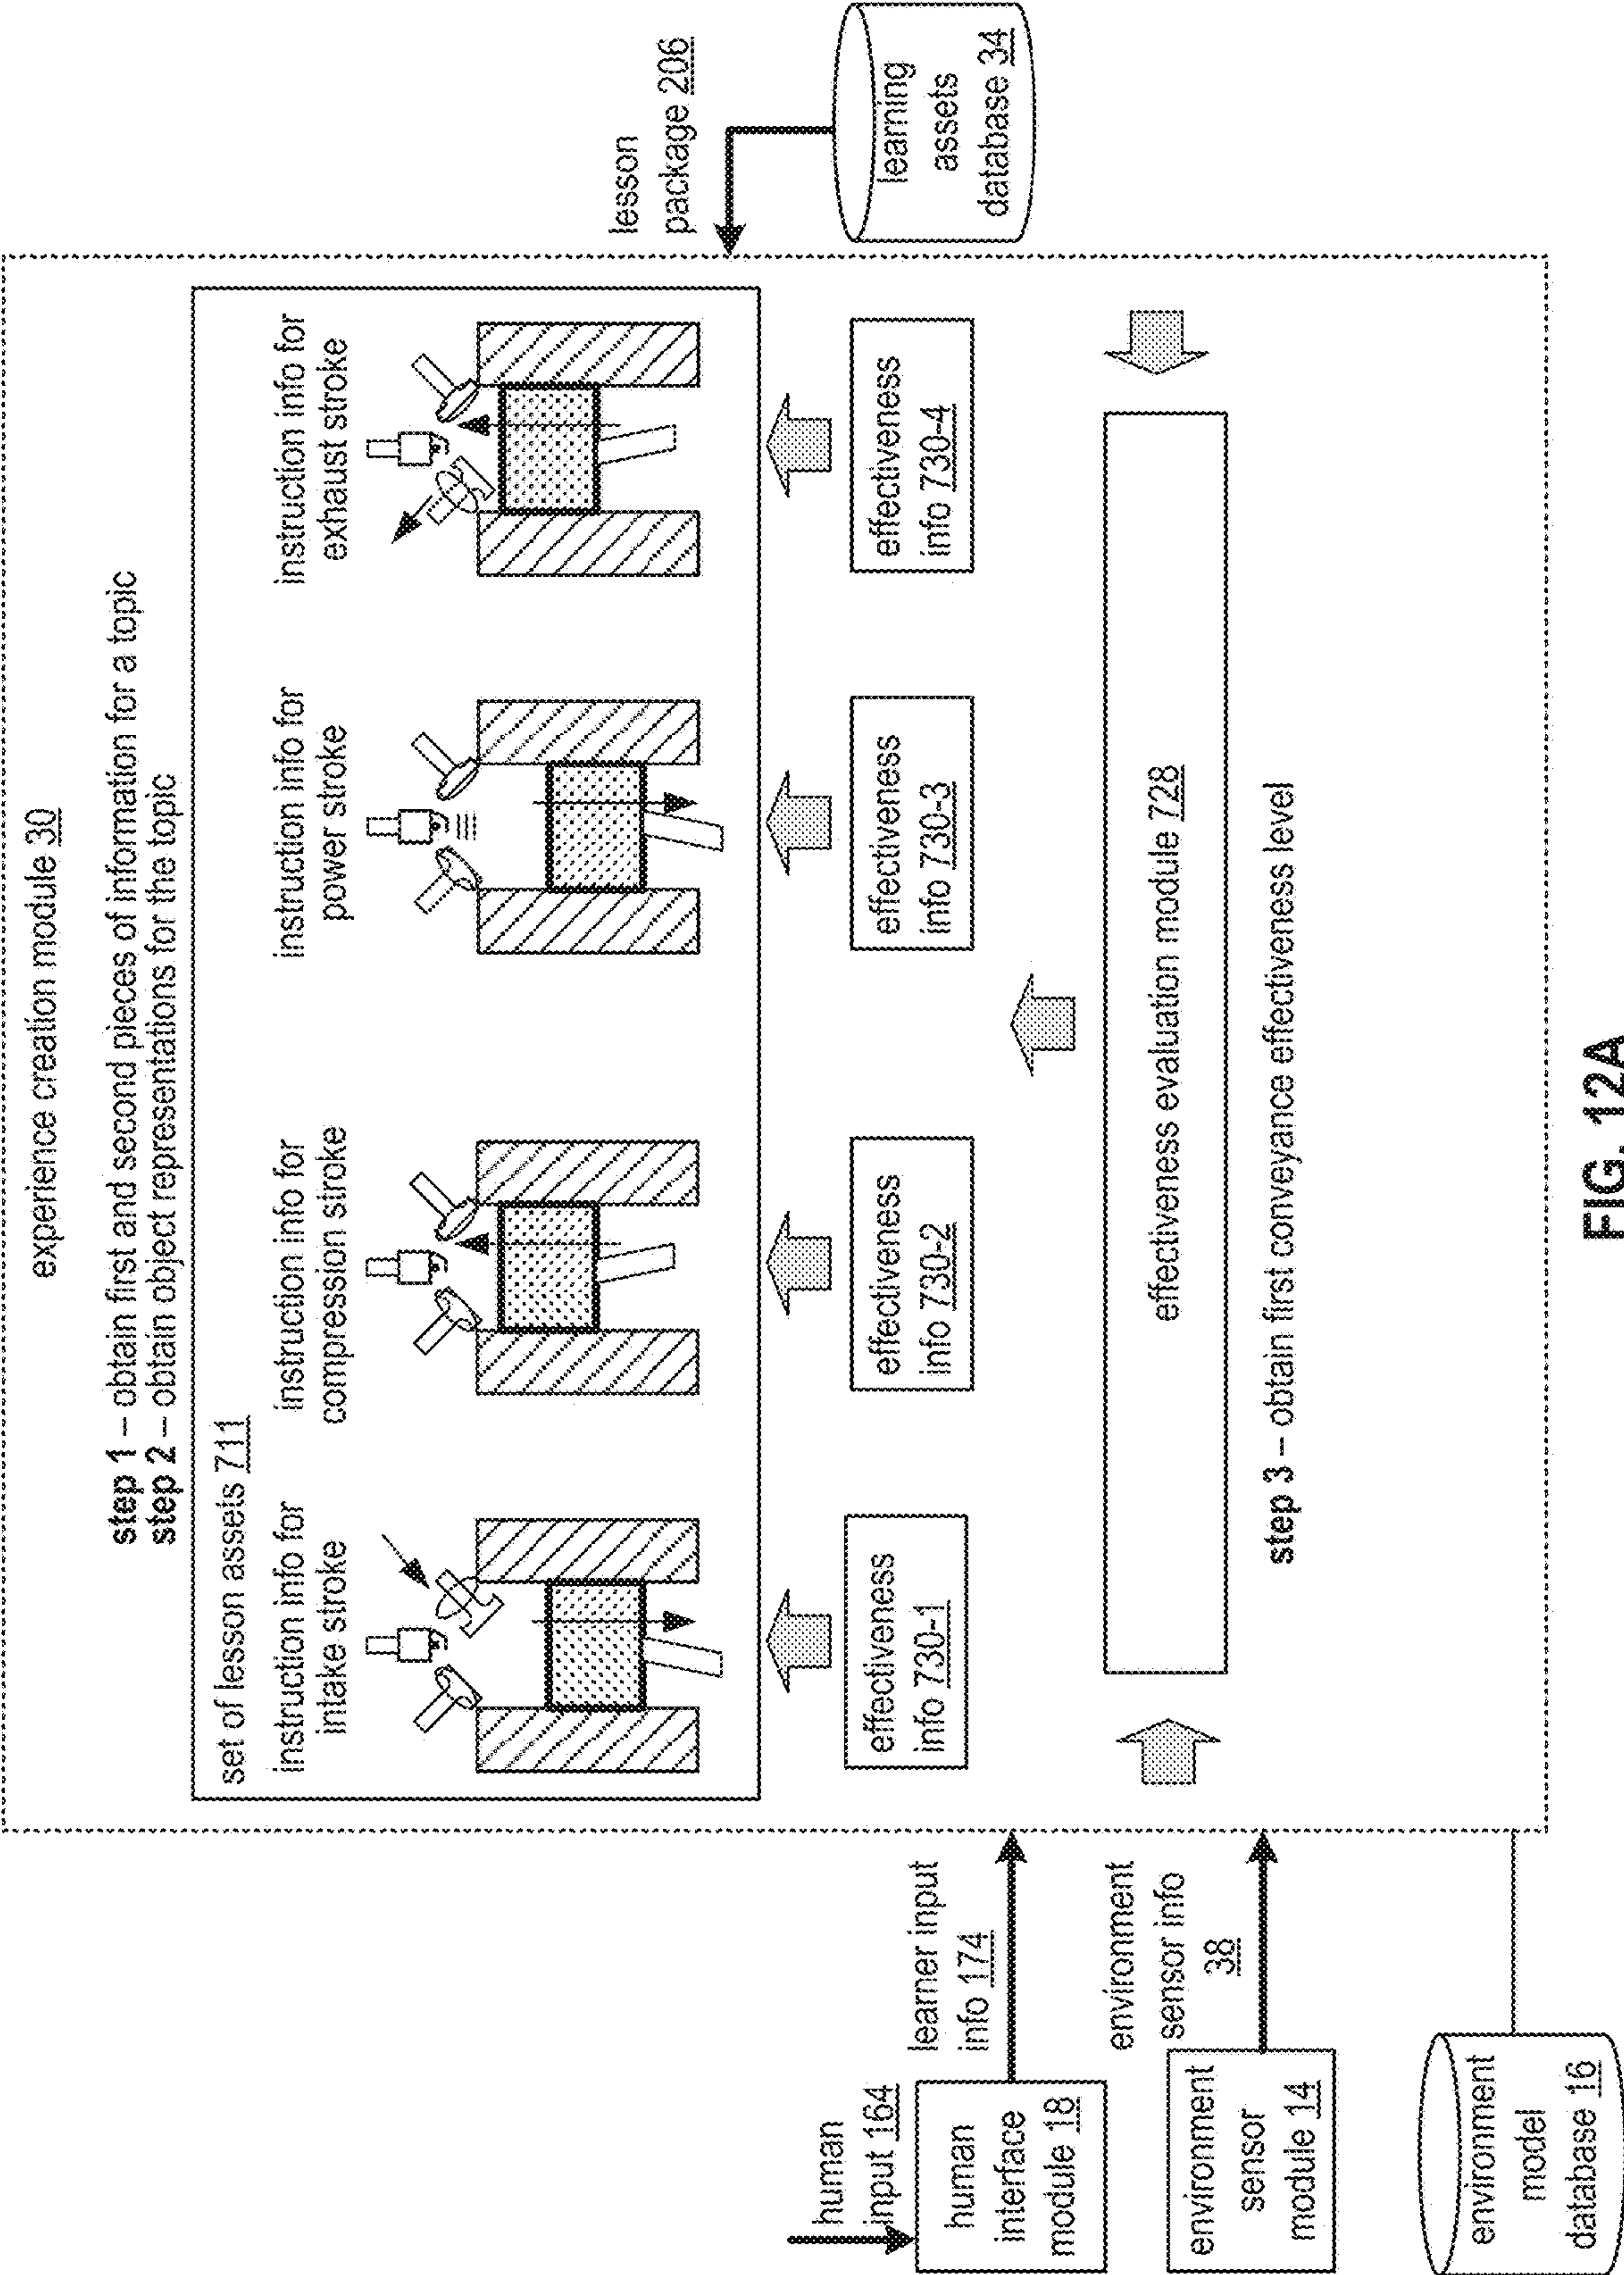 experience creation module 30
step 1 – obtain first and second pieces of information for a topic
step 2 – obtain object representations for the topic
set of lesson assets 711
instruction info for
intake stroke
instruction info for
compression stroke
instruction info for
power stroke
instruction info for
exhaust stroke
lesson
package 206
learning
assets
database 34
effectiveness
info 730-1
effectiveness
info 730-2
effectiveness
info 730-3
effectiveness
info 730-4
effectiveness evaluation module 728
step 3 – obtain first conveyance effectiveness level
human
input 164
human
interface
module 18
learner input
info 174
environment
sensor info
38
environment
sensor
module 14
environment
model
database 16
FIG. 12A